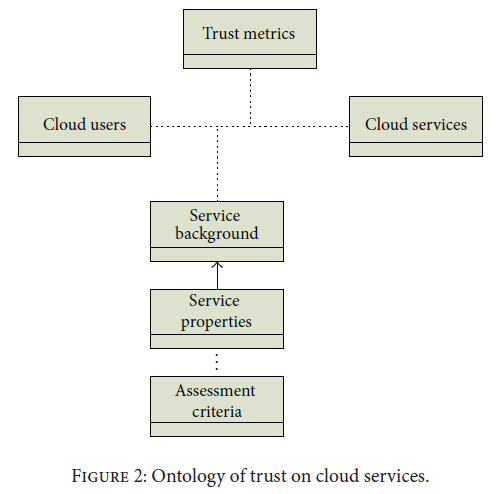 Trust metrics
Cloud users
Cloud services
Service
background
Service
properties
Assessment
criteria
FIGURE 2: Ontology of trust on cloud services.